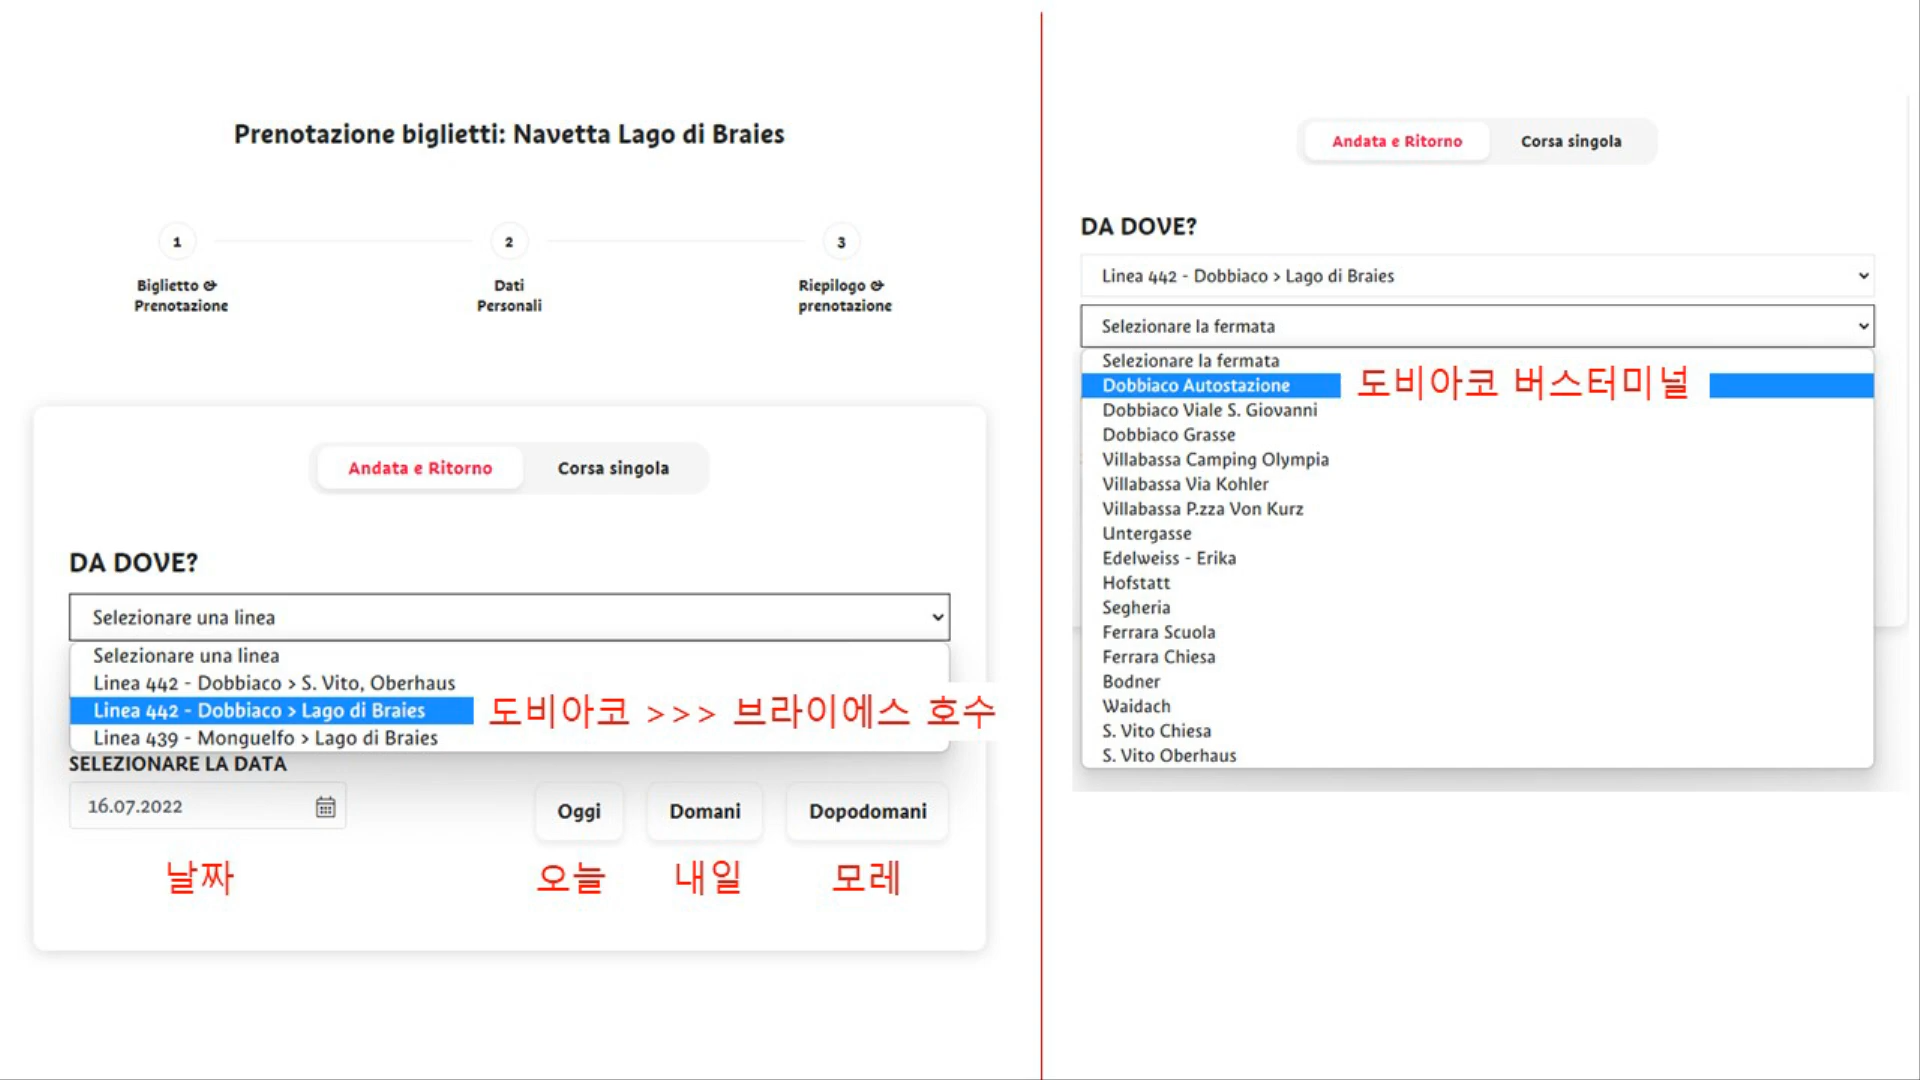 Prenotazione biglietti: Navetta Lago di Braies
1
2
3
Biglietto &
Prenotazione
Dati
Personali
Riepilogo &
prenotazione
Andata e Ritorno
Corsa singola
DA DOVE?
Selezionare una linea
Selezionare una linea
Linea 442 - Dobbiaco > S. Vito, Oberhaus
Linea 442 - Dobbiaco > Lago di Braies 도비아코 >>> 브라이에스 호수
Linea 439 - Monguelfo > Lago di Braies
SELEZIONARE LA DATA
16.07.2022
Oggi
Domani
Dopodomani
날짜
오늘
내일
모레
Andata e Ritorno
Corsa singola
DA DOVE?
Linea 442 - Dobbiaco > Lago di Braies
Selezionare la fermata
Selezionare la fermata
Dobbiaco Autostazione 도비아코 버스터미널
Dobbiaco Viale S. Giovanni
Dobbiaco Grasse
Villabassa Camping Olympia
Villabassa Via Kohler
Villabassa P.zza Von Kurz
Untergasse
Edelweiss - Erika
Hofstatt
Segheria
Ferrara Scuola
Ferrara Chiesa
Bodner
Waidach
S. Vito Chiesa
S. Vito Oberhaus